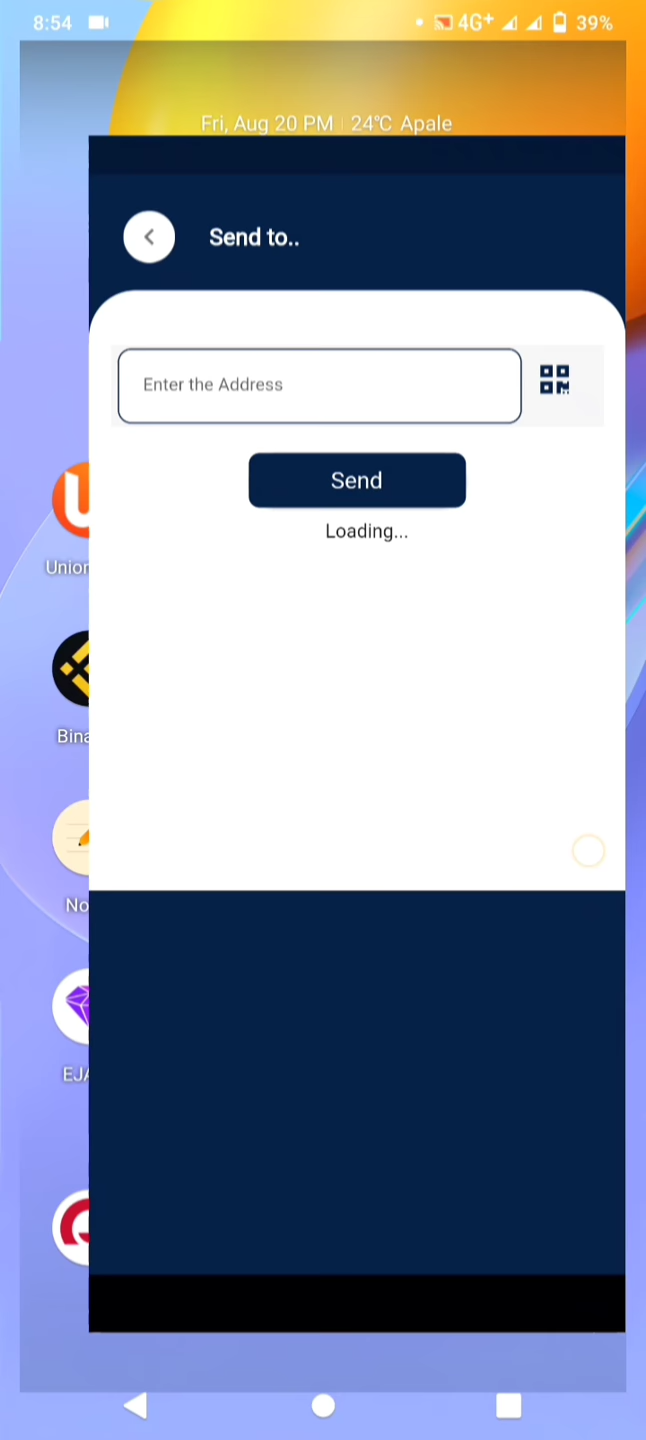 8:54 4G+ 39%
Fri, Aug 20 PM | 24℃ Apale
Send to..
Enter the Address
Send
Loading...
Union
Bina
No
EJA